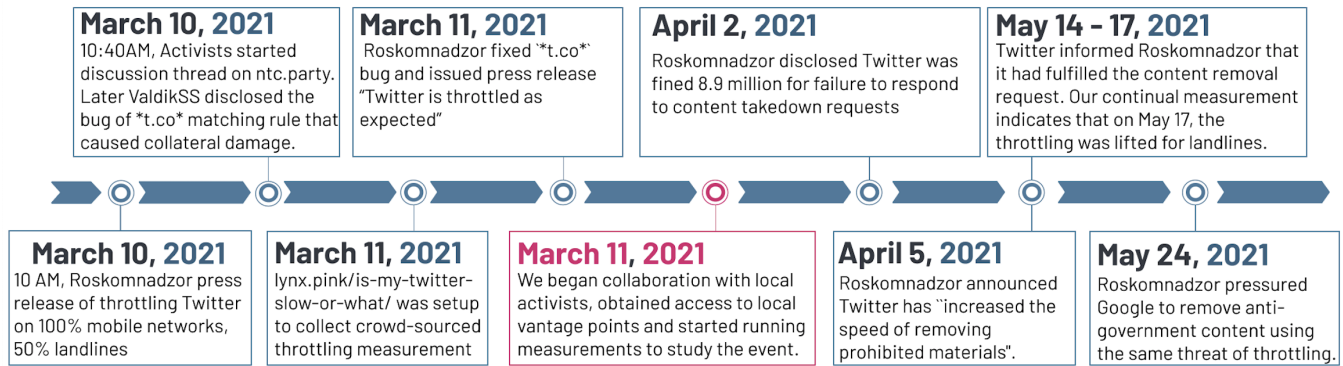 March 10, 2021
10:40AM, Activists started
discussion thread on ntc.party.
Later ValdikSS disclosed the
bug of *t.co* matching rule that
caused collateral damage.
March 11, 2021
Roskomnadzor fixed `*t.co*`
bug and issued press release
“Twitter is throttled as
expected”
April 2, 2021
Roskomnadzor disclosed Twitter was
fined 8.9 million for failure to respond
to content takedown requests
May 14 - 17, 2021
Twitter informed Roskomnadzor that
it had fulfilled the content removal
request. Our continual measurement
indicates that on May 17, the
throttling was lifted for landlines.
March 10, 2021
10 AM, Roskomnadzor press
release of throttling Twitter
on 100% mobile networks,
50% landlines
March 11, 2021
lynx.pink/is-my-twitter-
slow-or-what/ was setup
to collect crowd-sourced
throttling measurement
March 11, 2021
We began collaboration with local
activists, obtained access to local
vantage points and started running
measurements to study the event.
April 5, 2021
Roskomnadzor announced
Twitter has ``increased the
speed of removing
prohibited materials".
May 24, 2021
Roskomnadzor pressured
Google to remove anti-
government content using
the same threat of throttling.